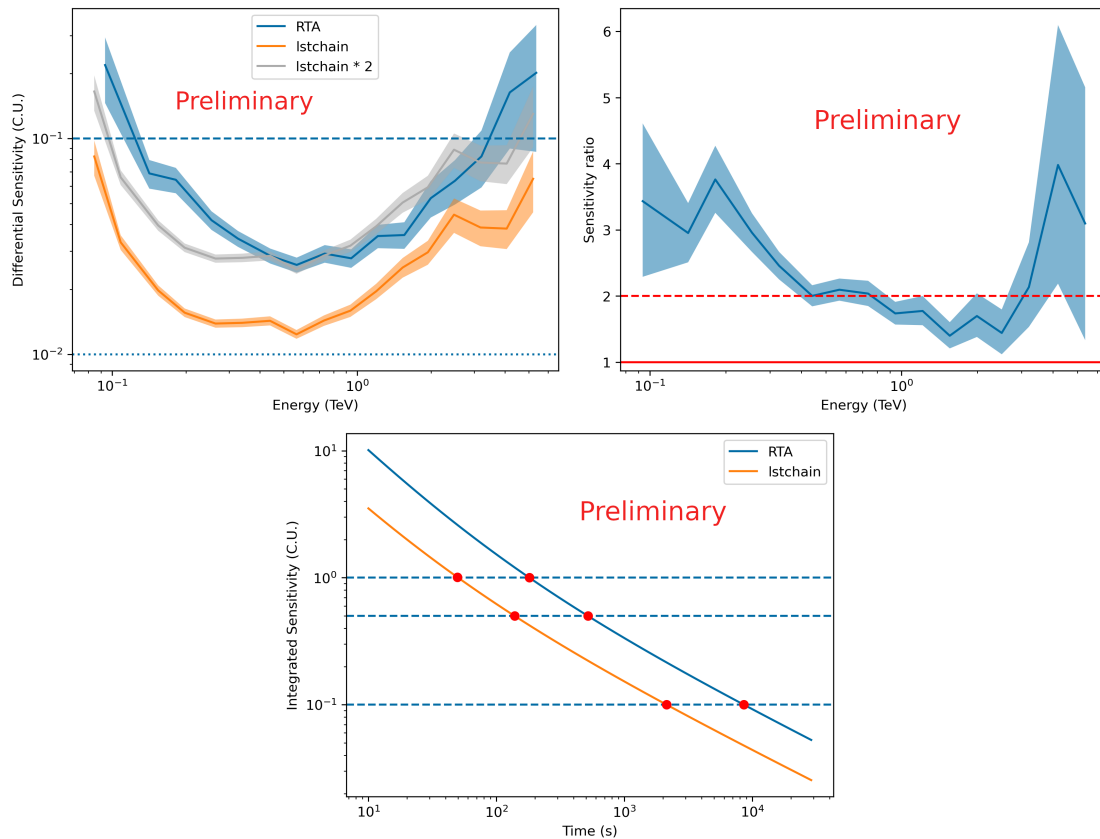 RTA
lstchain
lstchain * 2
Preliminary
Differential Sensitivity (C.U.)
10⁻¹
10⁻²
10⁻¹
10⁰
Energy (TeV)
Preliminary
Sensitivity ratio
6
5
4
3
2
1
10⁻¹
10⁰
Energy (TeV)
RTA
lstchain
Preliminary
Integrated Sensitivity (C.U.)
10¹
10⁰
10⁻¹
10¹
10²
10³
10⁴
Time (s)